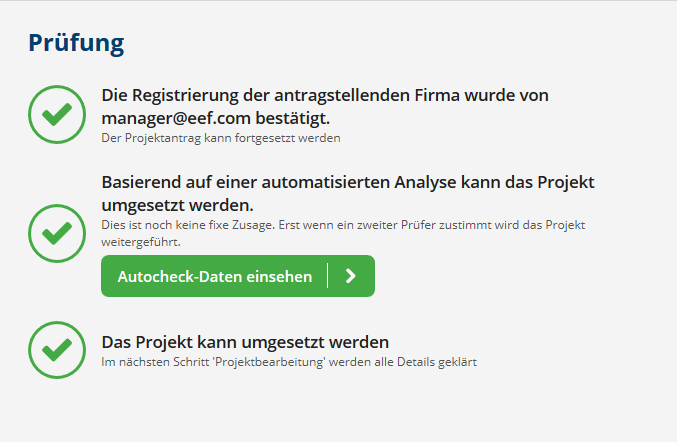 Prüfung
Die Registrierung der antragstellenden Firma wurde von
manager@eef.com bestätigt.
Der Projektantrag kann fortgesetzt werden
Basierend auf einer automatisierten Analyse kann das Projekt
umgesetzt werden.
Dies ist noch keine fixe Zusage. Erst wenn ein zweiter Prüfer zustimmt wird das Projekt
weitergeführt.
Autocheck-Daten einsehen
Das Projekt kann umgesetzt werden
Im nächsten Schritt 'Projektbearbeitung' werden alle Details geklärt